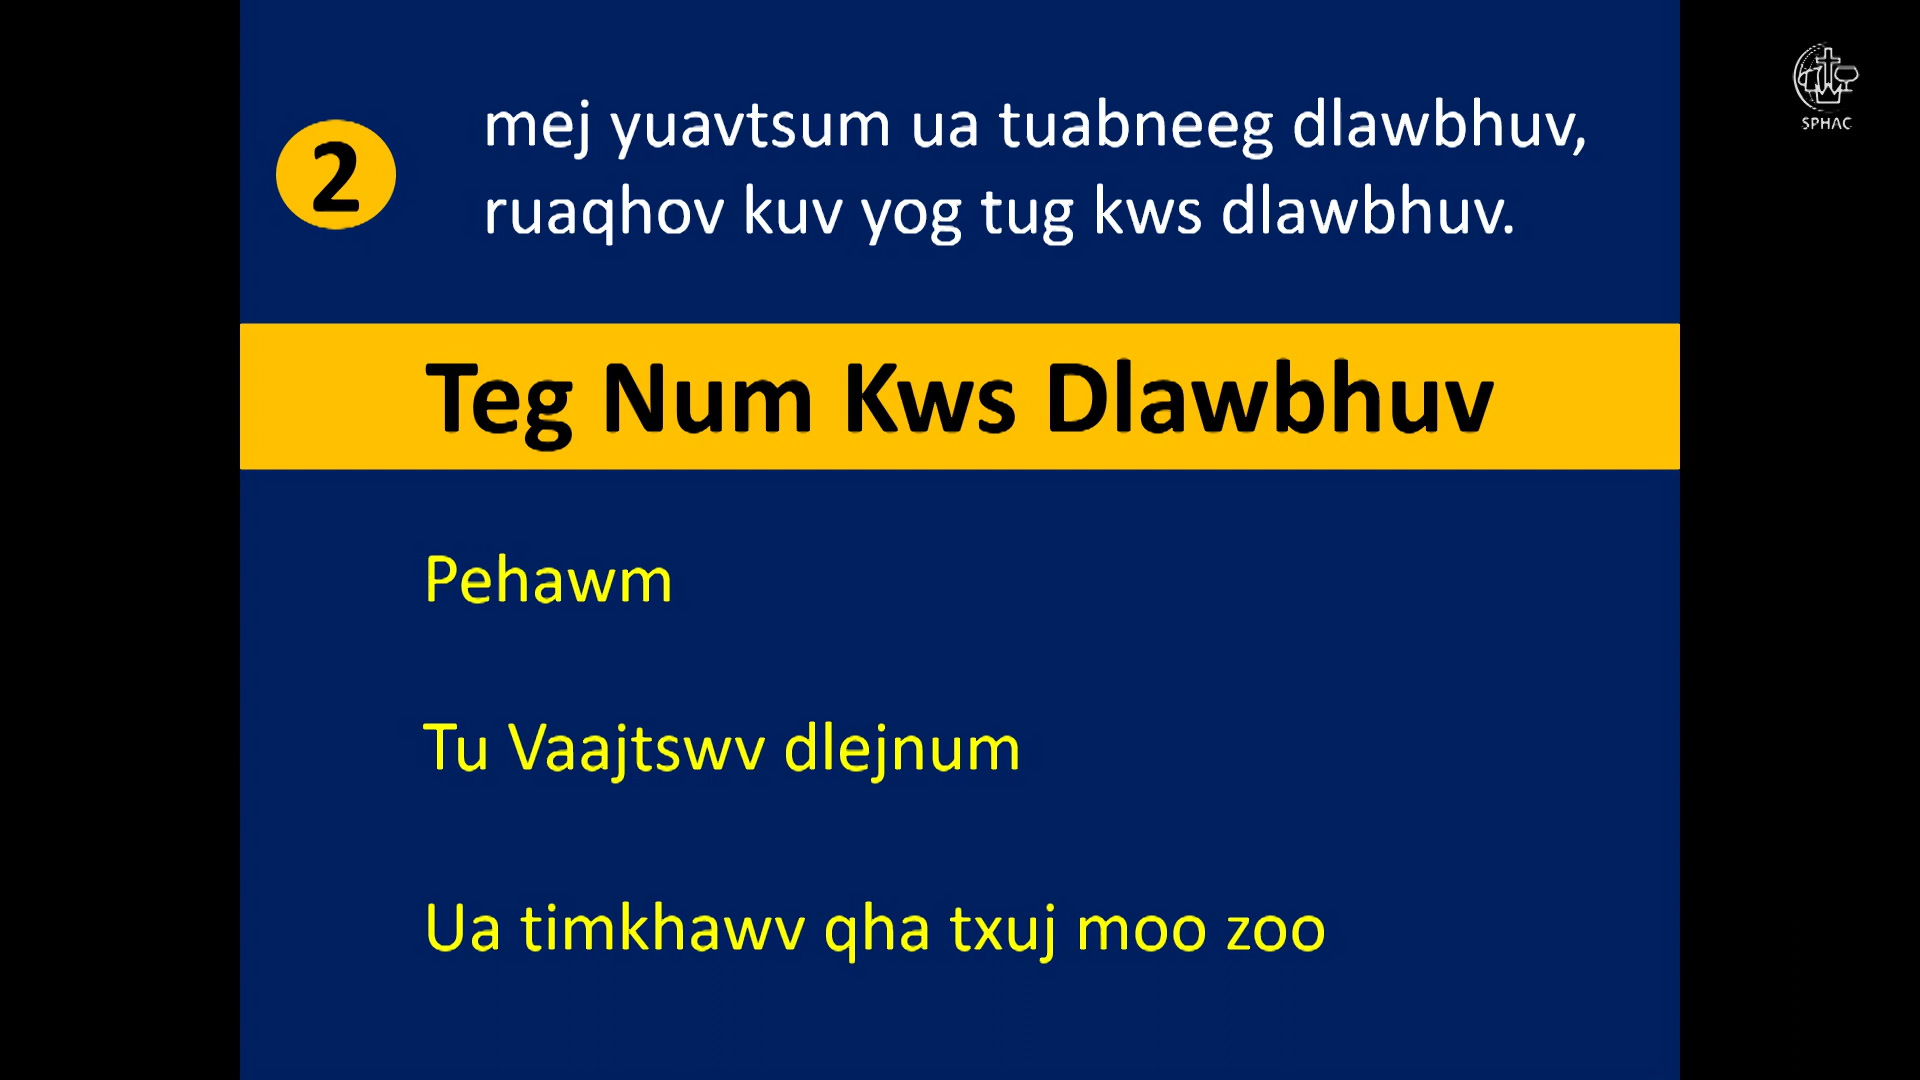 SPHAC
2
mej yuavtsum ua tuabneeg dlawbhuv,
ruaqhov kuv yog tug kws dlawbhuv.
Teg Num Kws Dlawbhuv
Pehawm
Tu Vaajtswv dlejnum
Ua timkhawv qha txuj moo zoo